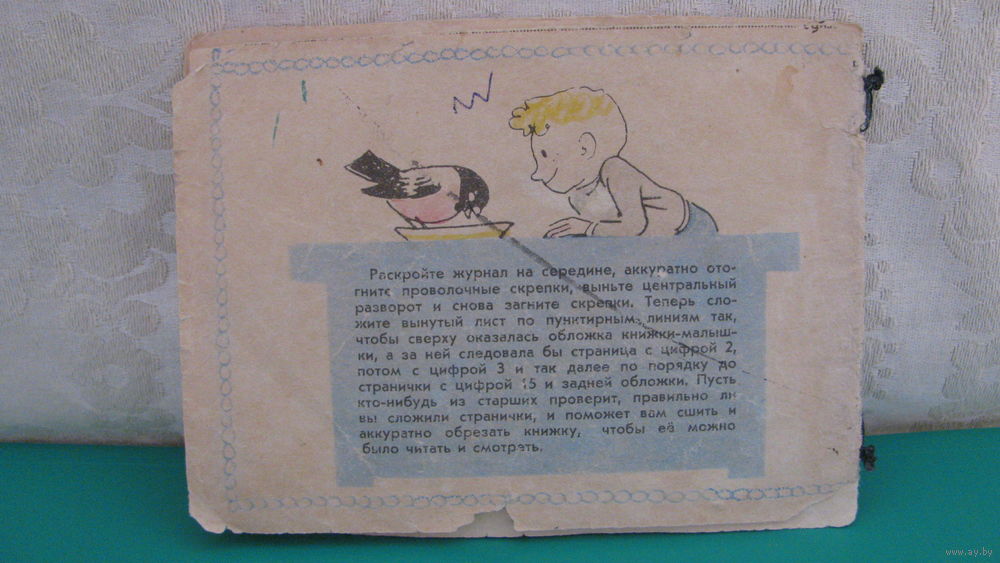 Раскройте журнал на середине, аккуратно ото-
гните проволочные скрепки, выньте центральный
разворот и снова загните скрепки. Теперь сло-
жите вынутый лист по пунктирным линиям так,
чтобы сверху оказалась обложка книжки-малыш-
ки, а за ней следовала бы страница с цифрой 2,
потом с цифрой 3 и так далее по порядку до
странички с цифрой 15 и задней обложки. Пусть
кто-нибудь из старших проверит, правильно ли
вы сложили странички, и поможет вам сшить и
аккуратно обрезать книжку, чтобы её можно
было читать и смотреть.
www.ay.by